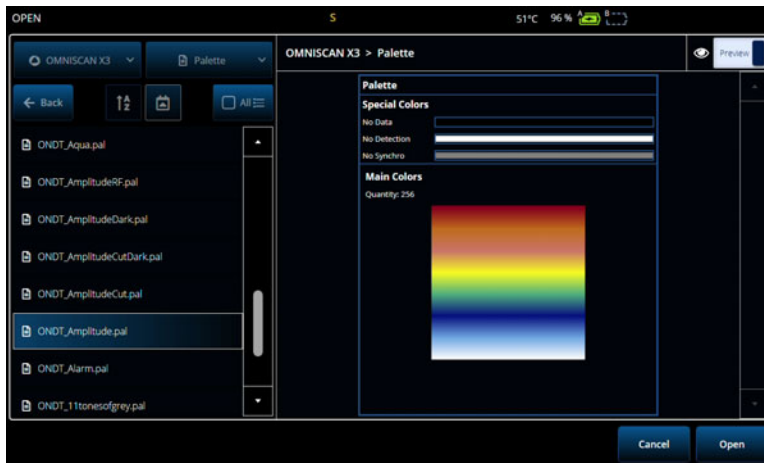 OPEN
S
51°C 96 % A B
OMNISCAN X3
Palette
OMNISCAN X3 > Palette
Preview
Back
A
Z
All
ONDT_Aqua.pal
ONDT_AmplitudeRF.pal
ONDT_AmplitudeDark.pal
ONDT_AmplitudeCutDark.pal
ONDT_AmplitudeCut.pal
ONDT_Amplitude.pal
ONDT_Alarm.pal
ONDT_11tonesofgrey.pal
Palette
Special Colors
No Data
No Detection
No Synchro
Main Colors
Quantity: 256
Cancel
Open